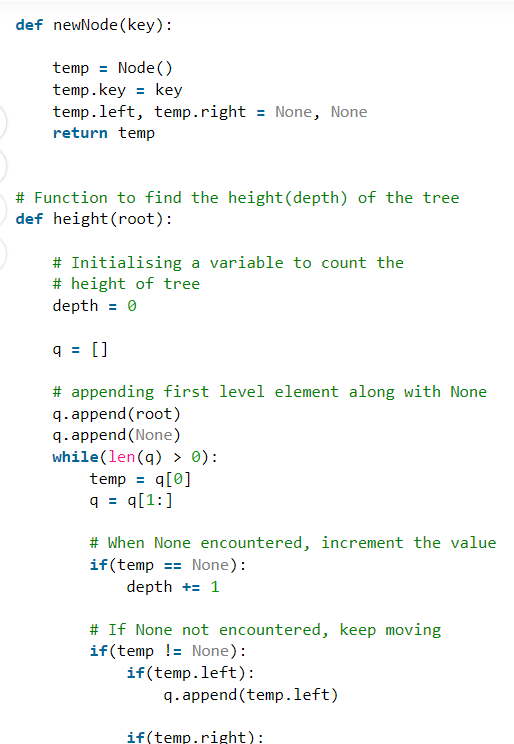 def newNode(key):
temp = Node()
temp.key = key
temp.left, temp.right = None, None
return temp
# Function to find the height(depth) of the tree
def height(root):
# Initialising a variable to count the
# height of tree
depth = 0
q = []
# appending first level element along with None
q.append(root)
q.append(None)
while(len(q) > 0):
temp = q[0]
q = q[1:]
# When None encountered, increment the value
if(temp == None):
depth += 1
# If None not encountered, keep moving
if(temp != None):
if(temp.left):
q.append(temp.left)
if(temp.right):